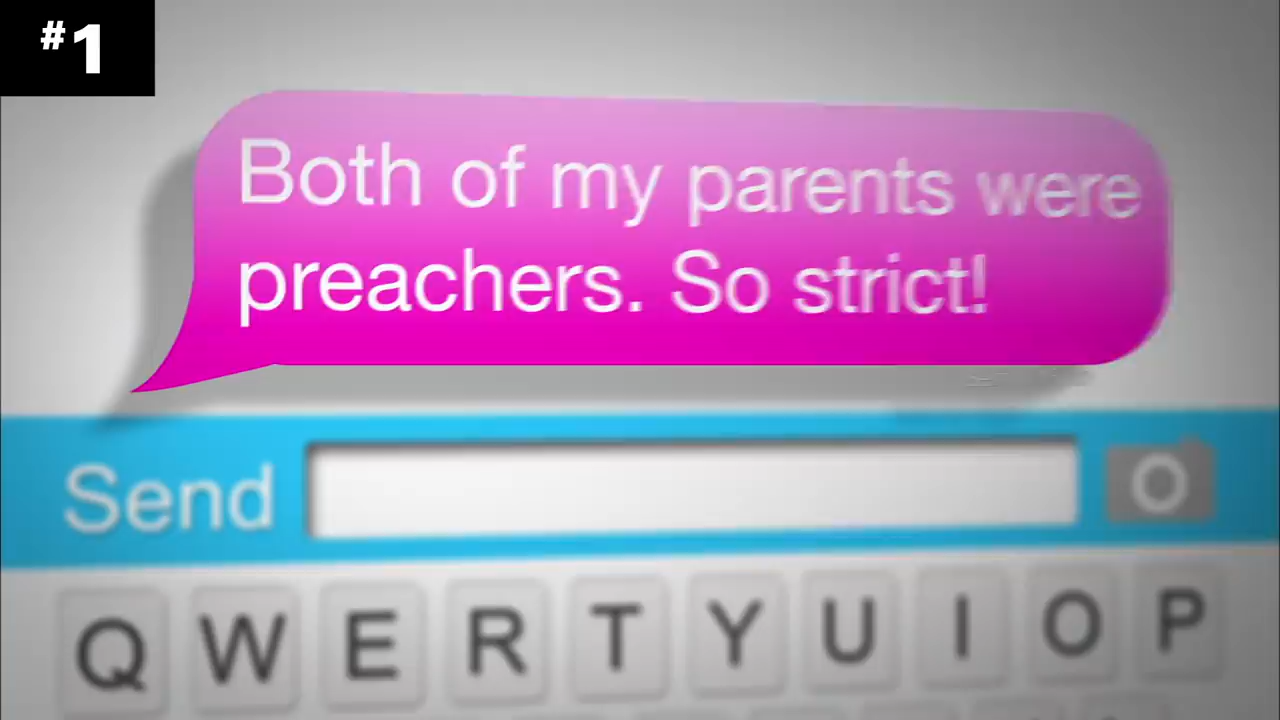 #1
Both of my parents were
preachers. So strict!
Send
Q W E R T Y U I O P